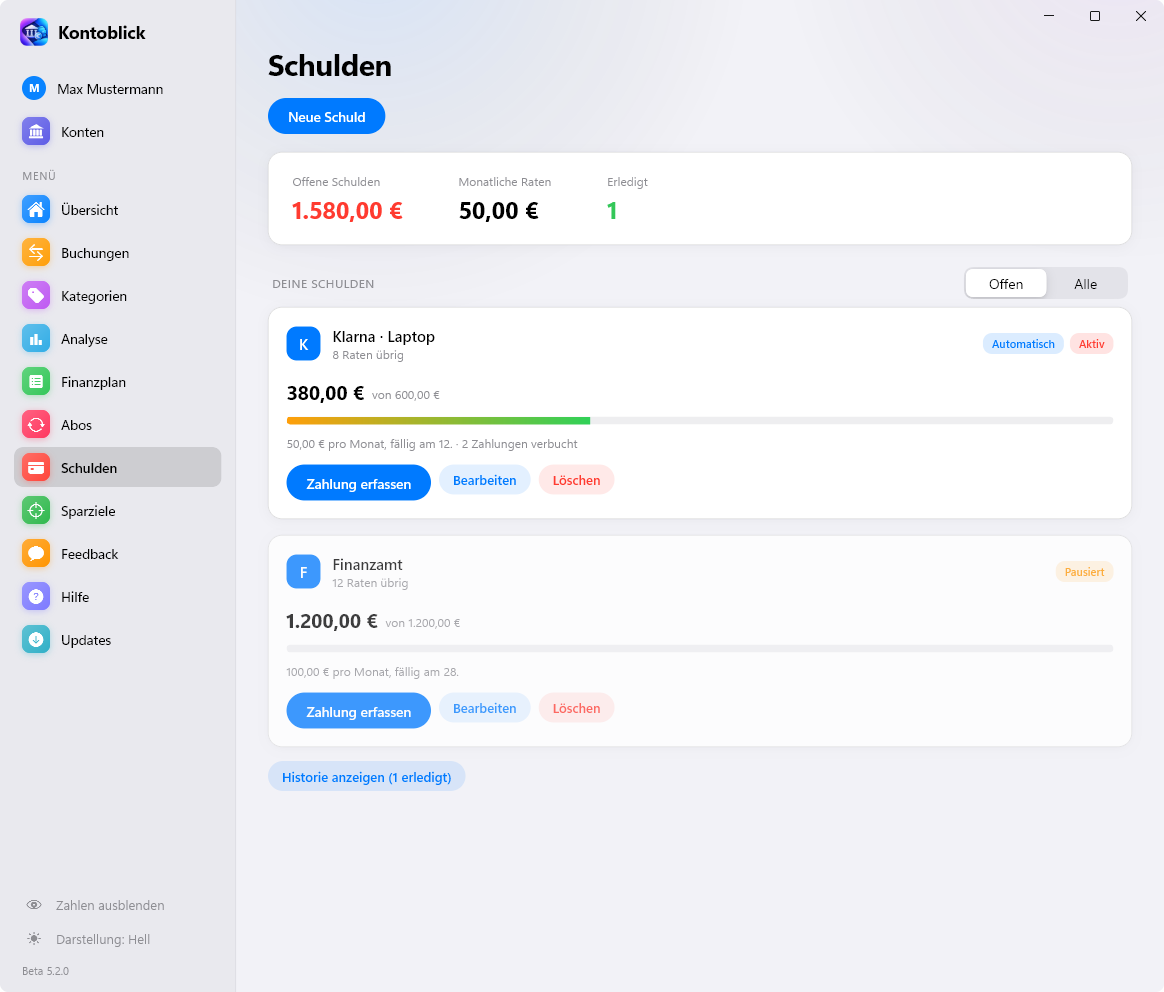 Kontoblick
M Max Mustermann
Konten
MENÜ
Übersicht
Buchungen
Kategorien
Analyse
Finanzplan
Abos
Schulden
Sparziele
Feedback
? Hilfe
Updates
Zahlen ausblenden
Darstellung: Hell
Beta 5.2.0
Schulden
Neue Schuld
Offene Schulden Monatliche Raten Erledigt
1.580,00 € 50,00 € 1
DEINE SCHULDEN Offen Alle
K Klarna · Laptop Automatisch Aktiv
8 Raten übrig
380,00 € von 600,00 €
50,00 € pro Monat, fällig am 12. · 2 Zahlungen verbucht
Zahlung erfassen Bearbeiten Löschen
F Finanzamt Pausiert
12 Raten übrig
1.200,00 € von 1.200,00 €
100,00 € pro Monat, fällig am 28.
Zahlung erfassen Bearbeiten Löschen
Historie anzeigen (1 erledigt)